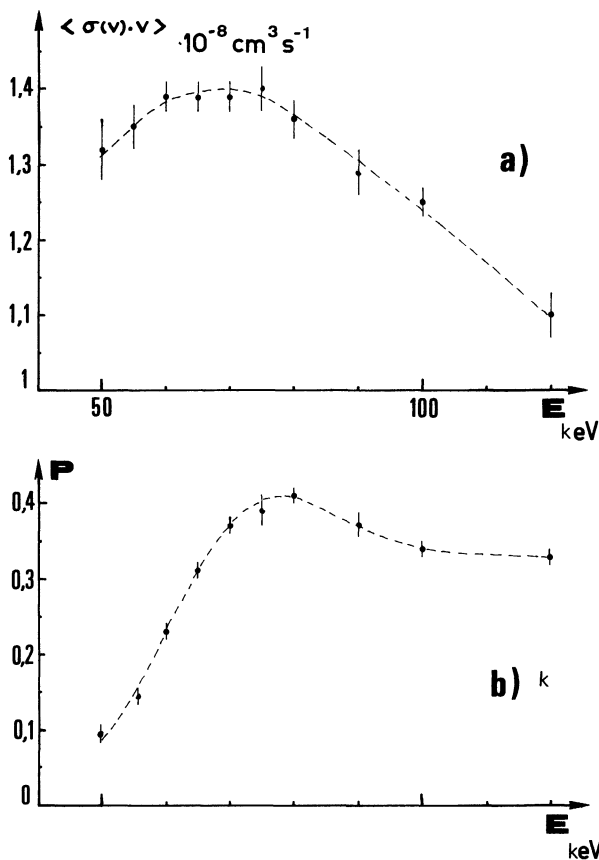 < σ(v)·v >
·10⁻⁸ cm³ s⁻¹
1,4
1,3
1,2
1,1
1
a)
50
100
E
keV
P
0,4
0,3
0,2
0,1
0
b) k
E
keV